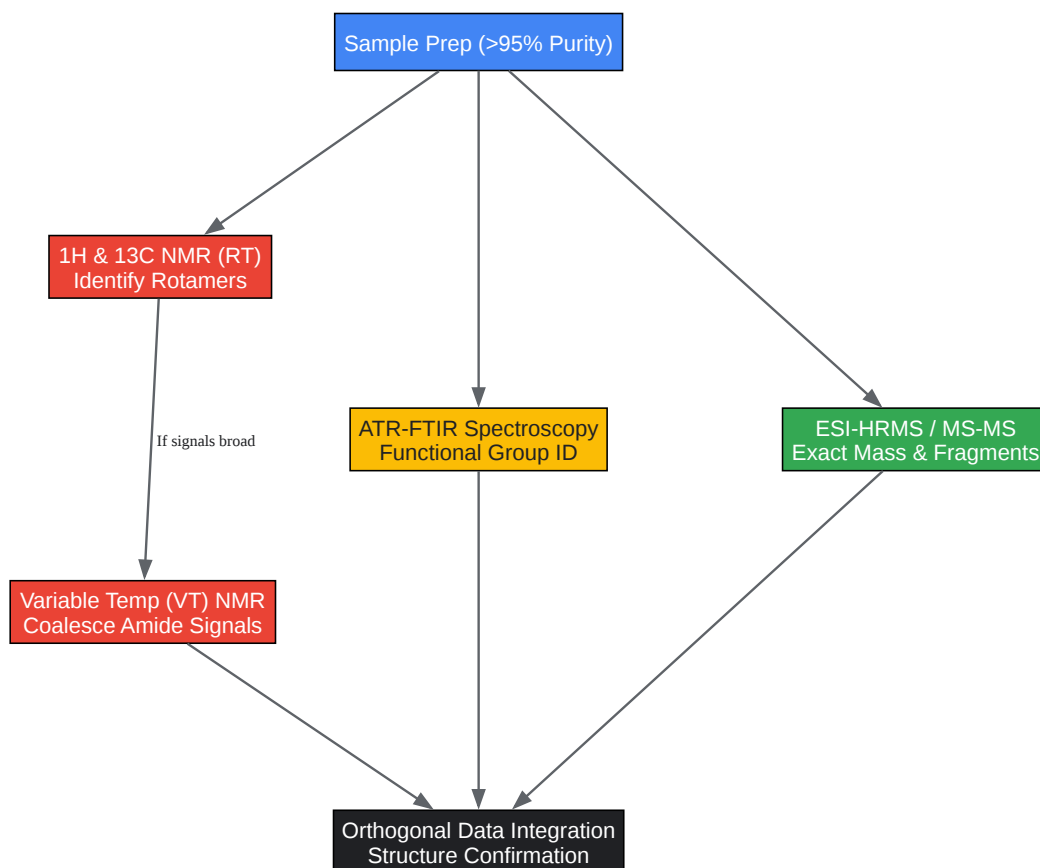 Sample Prep (>95% Purity)
1H & 13C NMR (RT)
Identify Rotamers
If signals broad
ATR-FTIR Spectroscopy
Functional Group ID
ESI-HRMS / MS-MS
Exact Mass & Fragments
Variable Temp (VT) NMR
Coalesce Amide Signals
Orthogonal Data Integration
Structure Confirmation